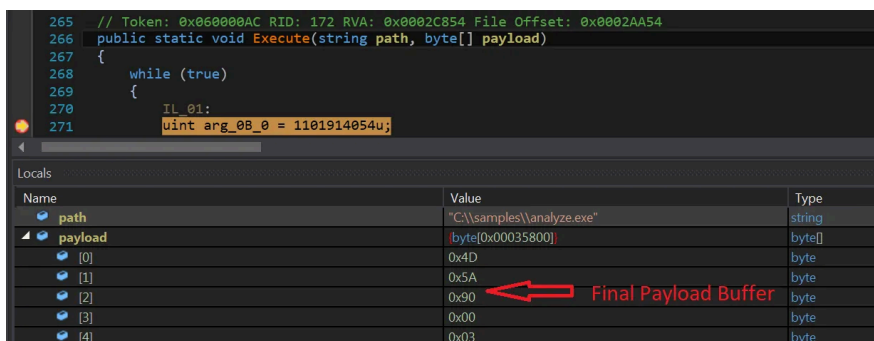 265 // Token: 0x060000AC RID: 172 RVA: 0x0002C854 File Offset: 0x0002AA54
266 public static void Execute(string path, byte[] payload)
267 {
268 while (true)
269 {
270 IL_01:
271 uint arg_0B_0 = 1101914054u;
Locals
Name Value Type
path "C:\\samples\\analyze.exe" string
payload {byte[0x00035800]} byte[]
[0] 0x4D byte
[1] 0x5A byte
[2] 0x90 Final Payload Buffer byte
[3] 0x00 byte
[4] 0x03 byte